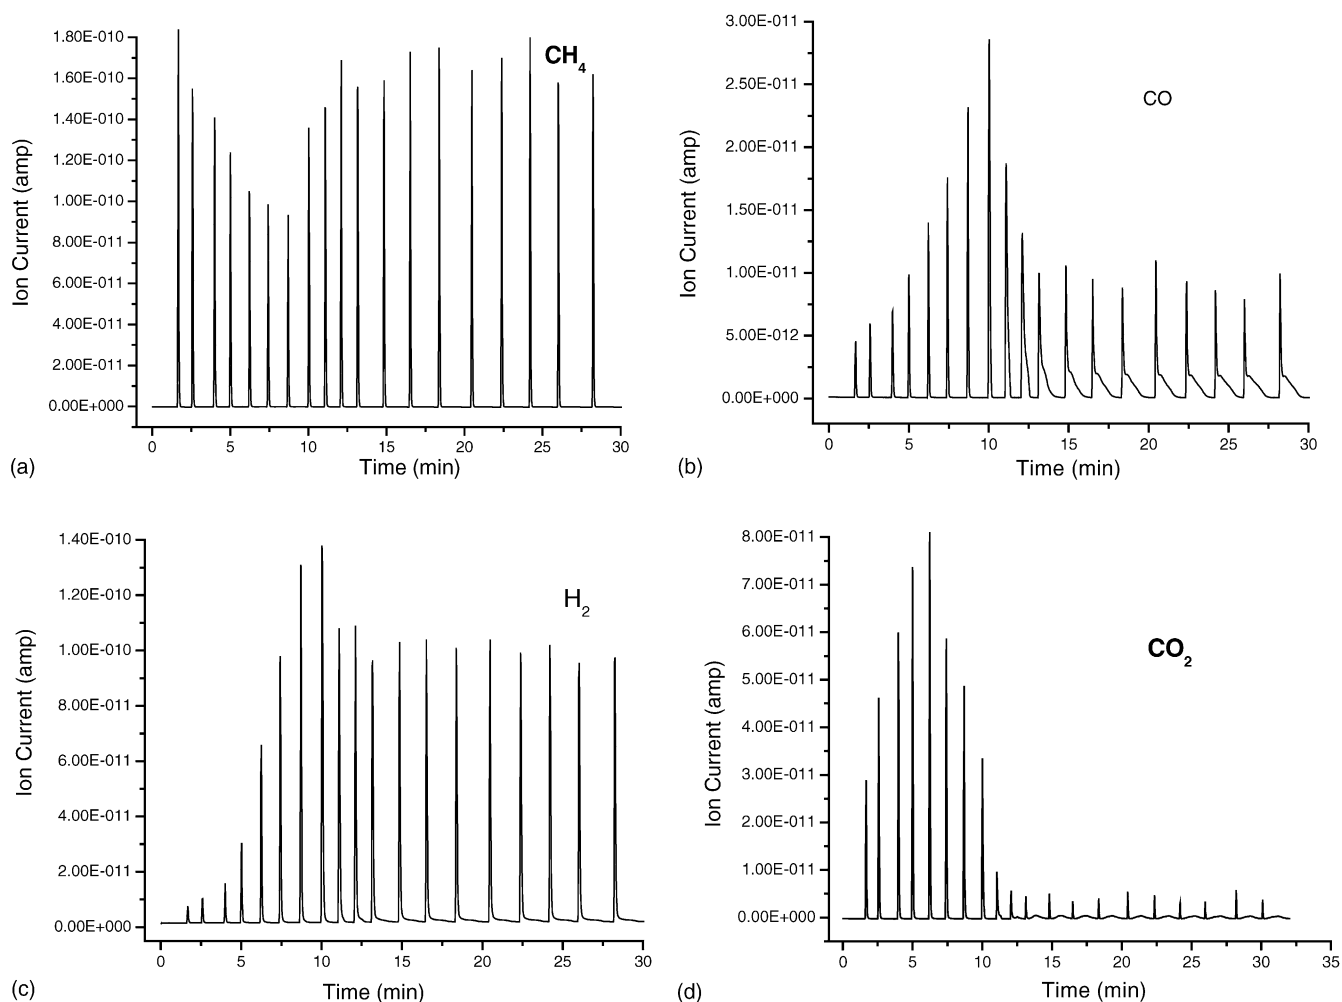 1.80E-010
1.60E-010
1.40E-010
1.20E-010
1.00E-010
8.00E-011
6.00E-011
4.00E-011
2.00E-011
0.00E+000
Ion Current (amp)
CH4
0 5 10 15 20 25 30
Time (min)
(a)
3.00E-011
2.50E-011
2.00E-011
1.50E-011
1.00E-011
5.00E-012
0.00E+000
Ion Current (amp)
CO
0 5 10 15 20 25 30
Time (min)
(b)
1.40E-010
1.20E-010
1.00E-010
8.00E-011
6.00E-011
4.00E-011
2.00E-011
0.00E+000
Ion Current (amp)
H2
0 5 10 15 20 25 30
Time (min)
(c)
8.00E-011
7.00E-011
6.00E-011
5.00E-011
4.00E-011
3.00E-011
2.00E-011
1.00E-011
0.00E+000
Ion Current (amp)
CO2
0 5 10 15 20 25 30 35
Time (min)
(d)